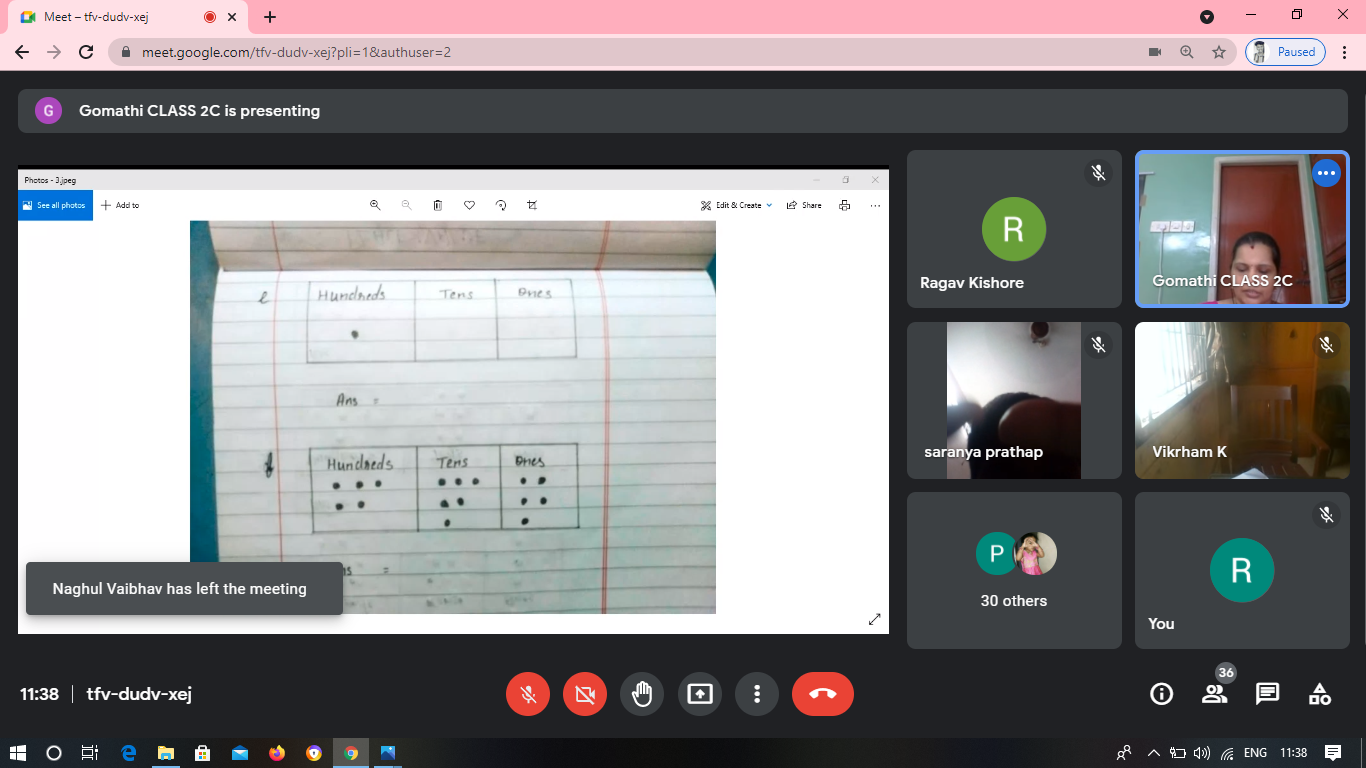 Meet – tfv-dudv-xej
meet.google.com/tfv-dudv-xej?pli=1&authuser=2
Paused
G
Gomathi CLASS 2C is presenting
Photos - 3.jpeg
See all photos
Add to
Edit & Create
Share
e
Hundreds Tens Ones
Ans =
f
Hundreds Tens Ones
=
Naghul Vaibhav has left the meeting
R
Ragav Kishore
Gomathi CLASS 2C
saranya prathap
Vikrham K
P
30 others
R
You
11:38
tfv-dudv-xej
36
ENG
11:38